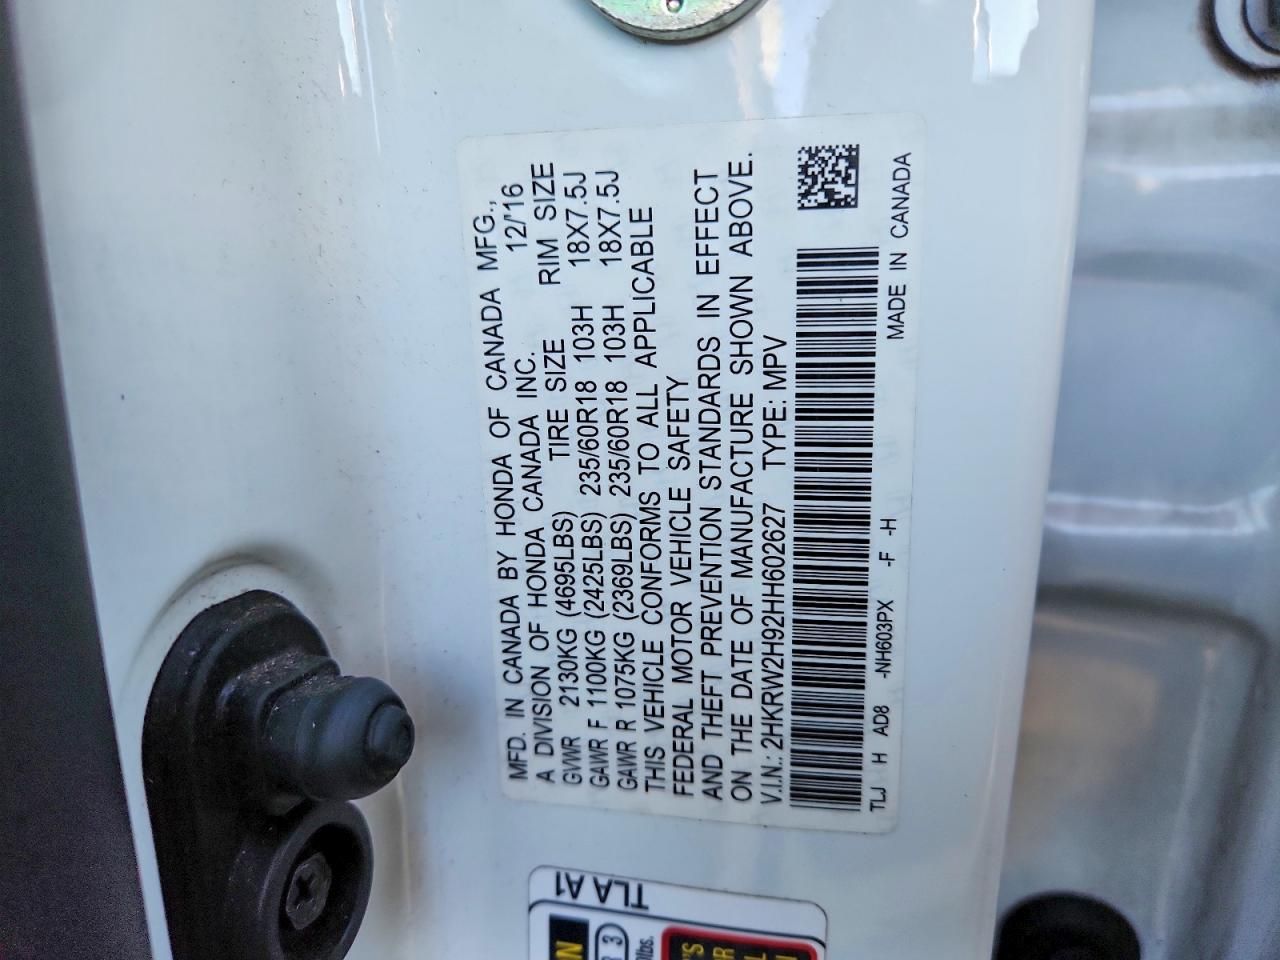 MFD. IN CANADA BY HONDA OF CANADA MFG.,
A DIVISION OF HONDA CANADA INC. 12/'16
TIRE SIZE RIM SIZE
GVWR 2130KG (4695LBS)
GAWR F 1100KG (2425LBS) 235/60R18 103H 18X7.5J
GAWR R 1075KG (2369LBS) 235/60R18 103H 18X7.5J
THIS VEHICLE CONFORMS TO ALL APPLICABLE
FEDERAL MOTOR VEHICLE SAFETY
AND THEFT PREVENTION STANDARDS IN EFFECT
ON THE DATE OF MANUFACTURE SHOWN ABOVE.
V.I.N.: 2HKRW2H92HH602627 TYPE: MPV
TLJ H AD8 -NH603PX -F -H MADE IN CANADA
TLA A1
3
lbs.